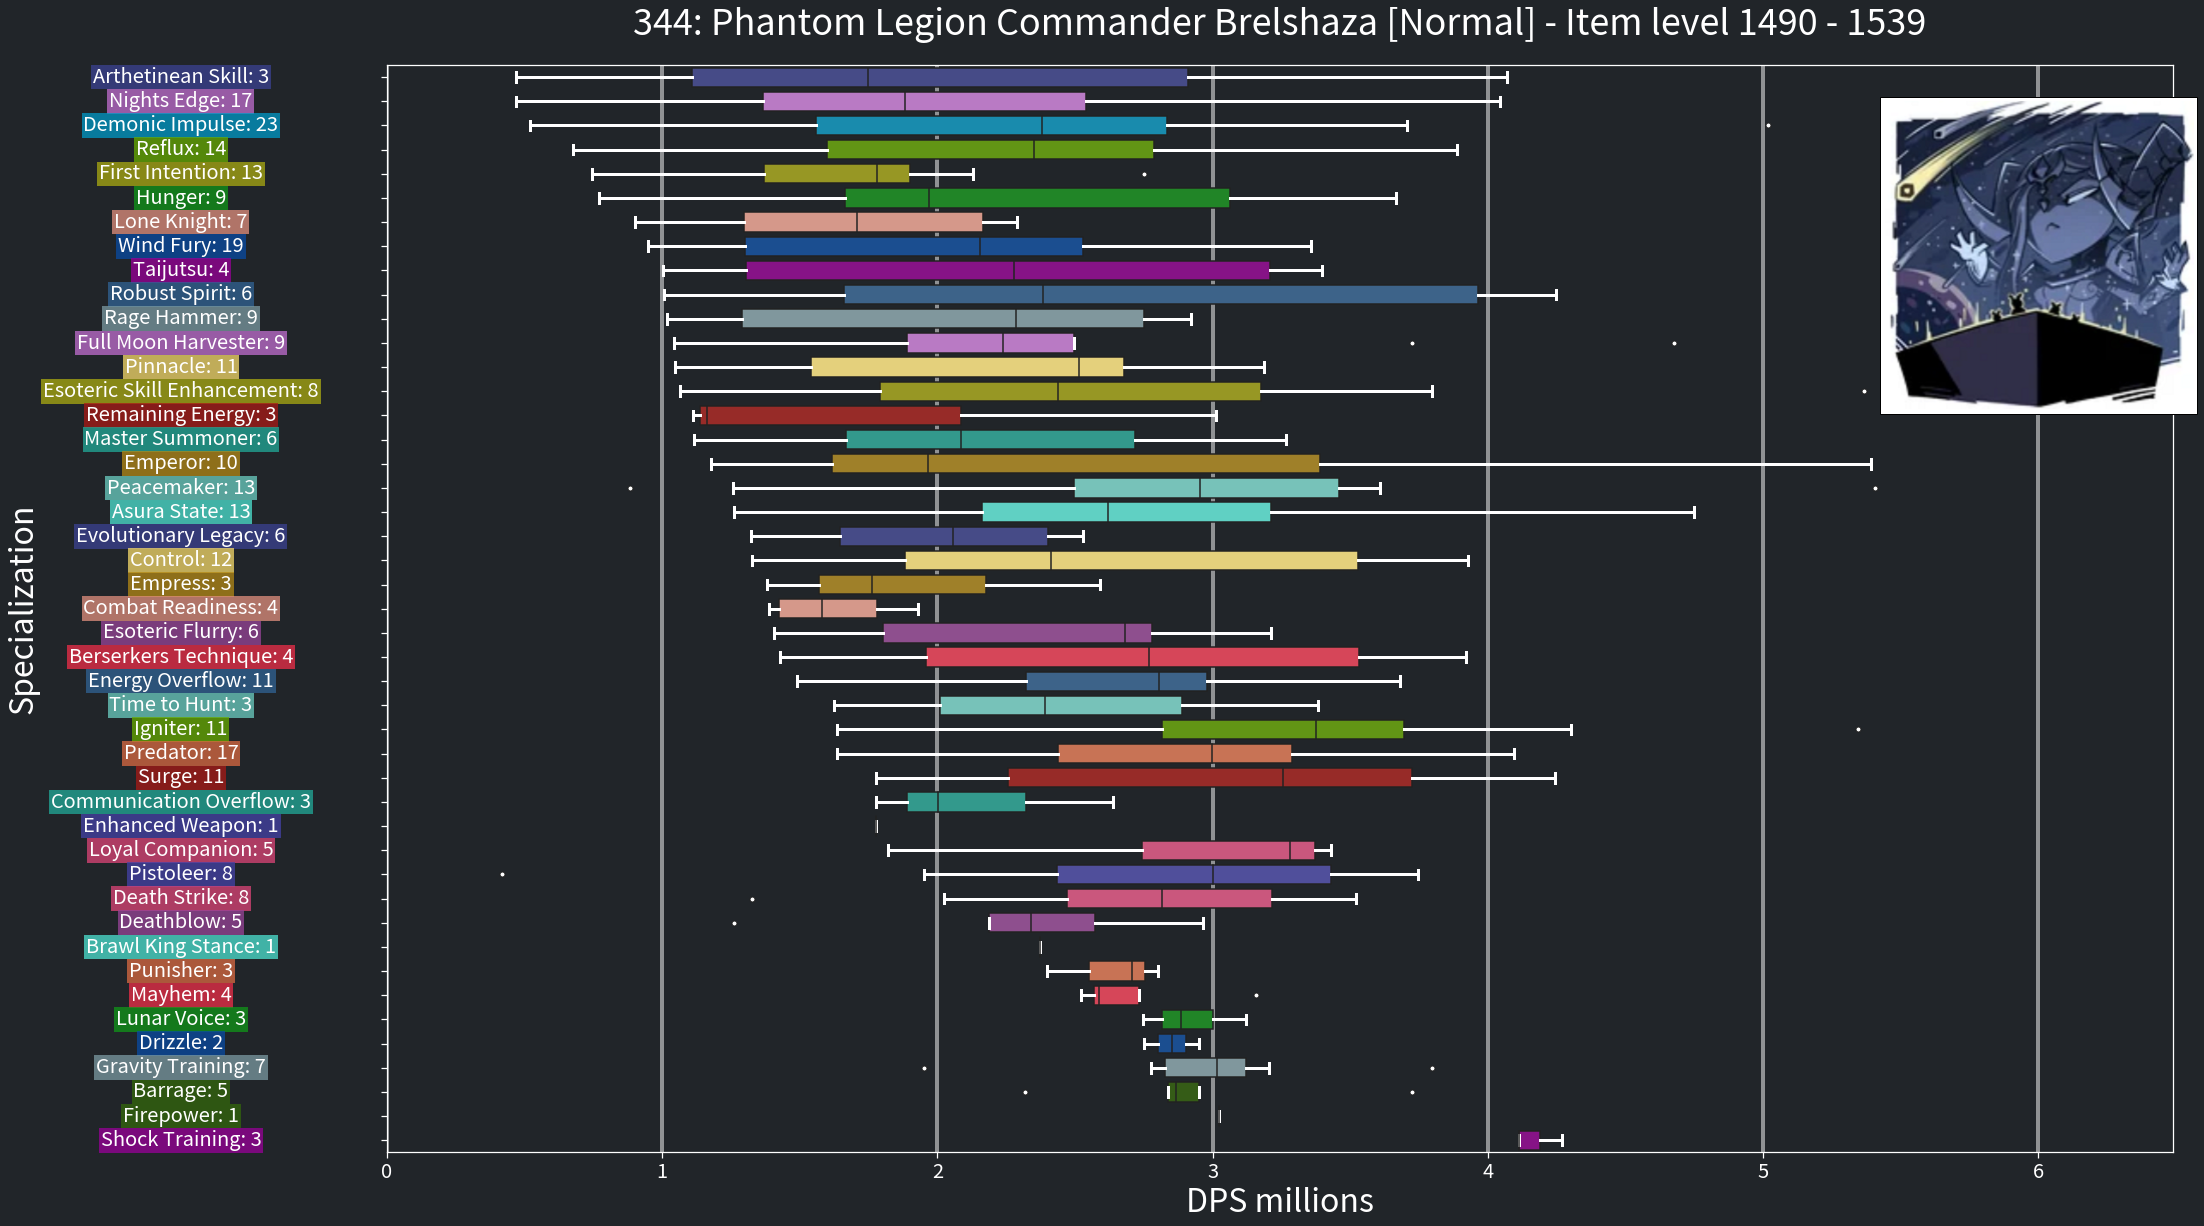 344: Phantom Legion Commander Brelshaza [Normal] - Item level 1490 - 1539
Specialization
Arthetinean Skill: 3
Nights Edge: 17
Demonic Impulse: 23
Reflux: 14
First Intention: 13
Hunger: 9
Lone Knight: 7
Wind Fury: 19
Taijutsu: 4
Robust Spirit: 6
Rage Hammer: 9
Full Moon Harvester: 9
Pinnacle: 11
Esoteric Skill Enhancement: 8
Remaining Energy: 3
Master Summoner: 6
Emperor: 10
Peacemaker: 13
Asura State: 13
Evolutionary Legacy: 6
Control: 12
Empress: 3
Combat Readiness: 4
Esoteric Flurry: 6
Berserkers Technique: 4
Energy Overflow: 11
Time to Hunt: 3
Igniter: 11
Predator: 17
Surge: 11
Communication Overflow: 3
Enhanced Weapon: 1
Loyal Companion: 5
Pistoleer: 8
Death Strike: 8
Deathblow: 5
Brawl King Stance: 1
Punisher: 3
Mayhem: 4
Lunar Voice: 3
Drizzle: 2
Gravity Training: 7
Barrage: 5
Firepower: 1
Shock Training: 3
0 1 2 3 4 5 6
DPS millions